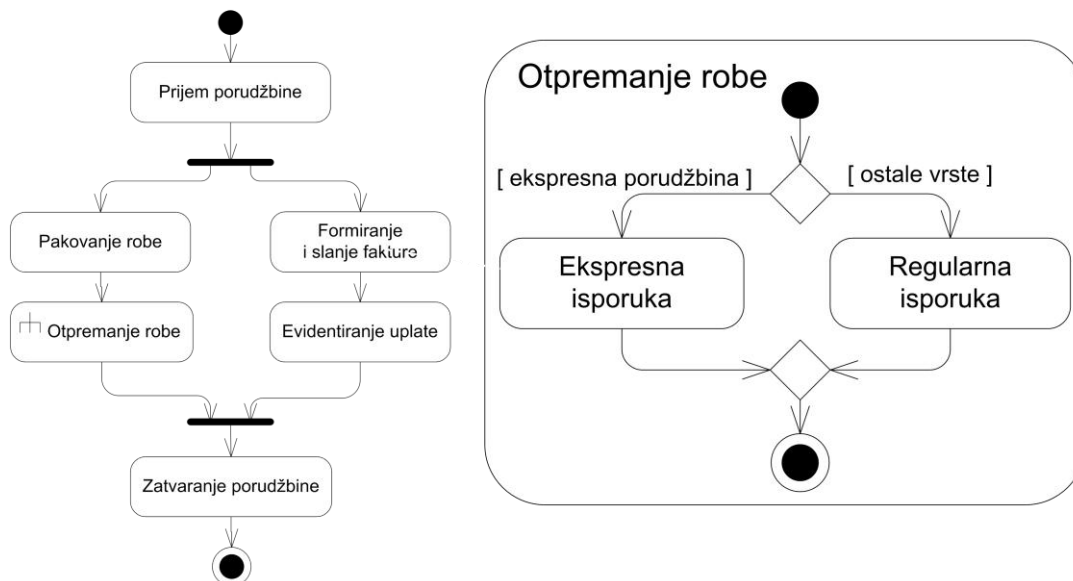 Prijem porudžbine
Pakovanje robe
Formiranje
i slanje fakture
Otpremanje robe
Evidentiranje uplate
Zatvaranje porudžbine
Otpremanje robe
[ ekspresna porudžbina ]
[ ostale vrste ]
Ekspresna
isporuka
Regularna
isporuka